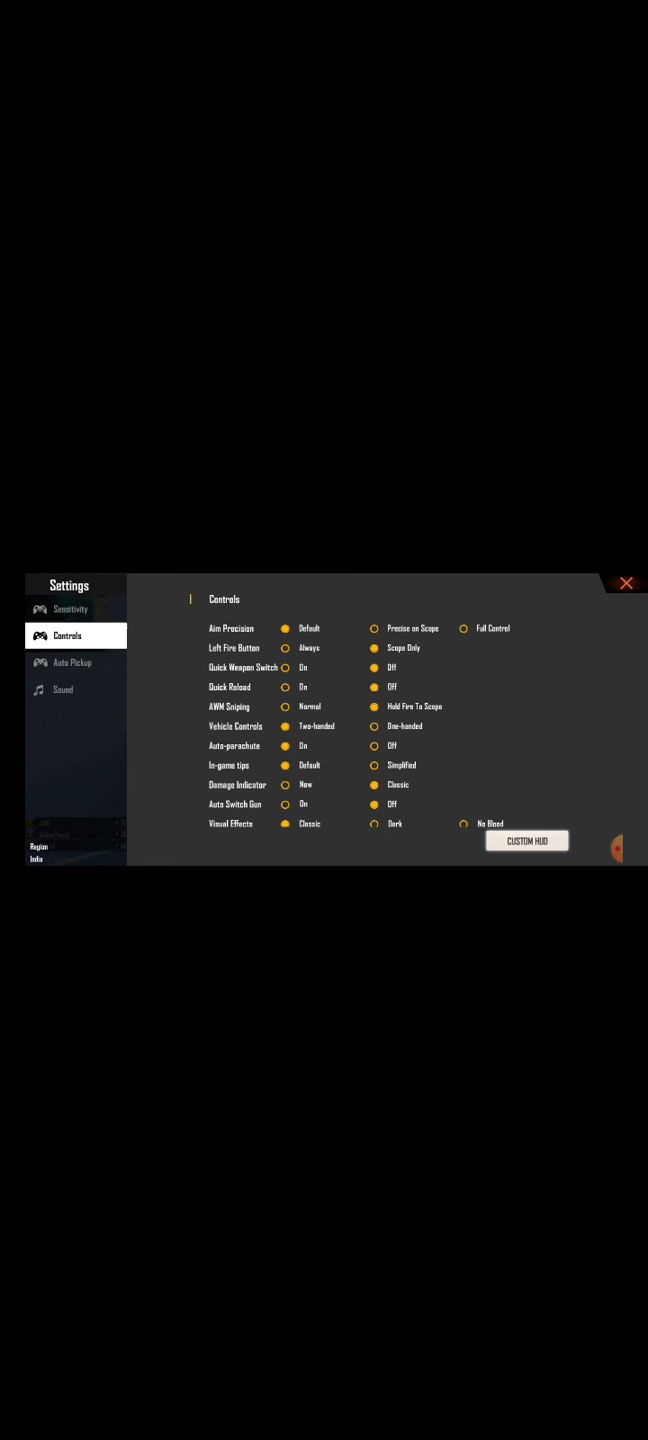 Settings
Sensitivity
Controls
Auto Pickup
Sound
Region
India
Controls
Aim Precision Default Precise on Scope Full Control
Left Fire Button Always Scope Only
Quick Weapon Switch On Off
Quick Reload On Off
AWM Sniping Normal Hold Fire To Scope
Vehicle Controls Two-handed One-handed
Auto-parachute On Off
In-game tips Default Simplified
Damage Indicator New Classic
Auto Switch Gun On Off
Visual Effects Classic Dark No Blood
CUSTOM HUD